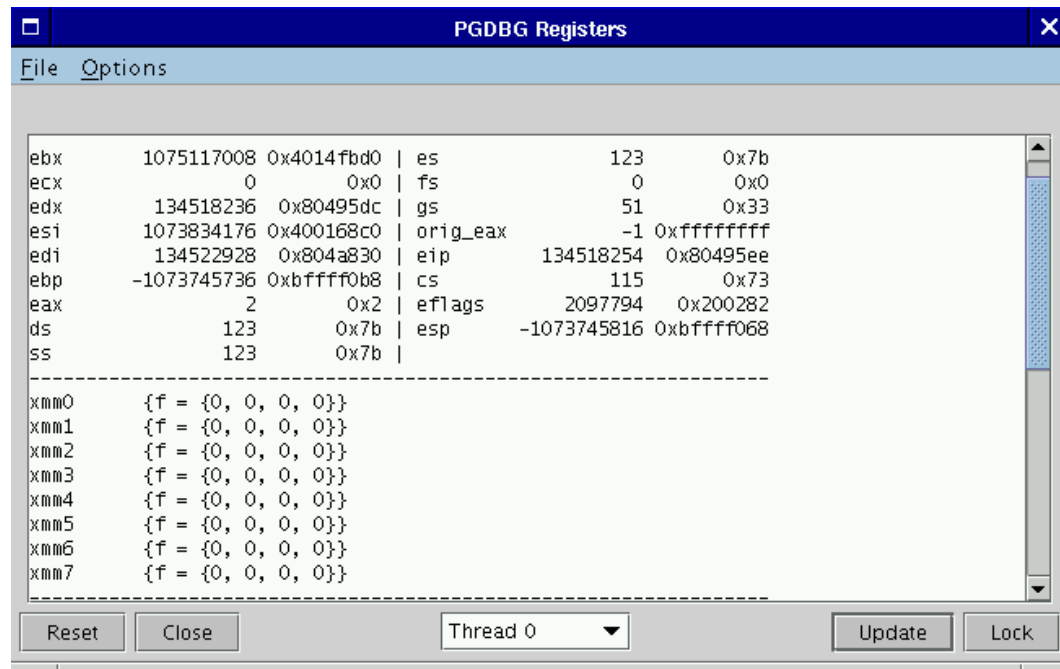 PGDBG Registers
File Options
ebx 1075117008 0x4014fbd0 | es 123 0x7b
ecx 0 0x0 | fs 0 0x0
edx 134518236 0x80495dc | gs 51 0x33
esi 1073834176 0x400168c0 | orig_eax -1 0xffffffff
edi 134522928 0x804a830 | eip 134518254 0x80495ee
ebp -1073745736 0xbffff0b8 | cs 115 0x73
eax 2 0x2 | eflags 2097794 0x200282
ds 123 0x7b | esp -1073745816 0xbffff068
ss 123 0x7b |
-----------------------------------------------------------------------------
xmm0 {f = {0, 0, 0, 0}}
xmm1 {f = {0, 0, 0, 0}}
xmm2 {f = {0, 0, 0, 0}}
xmm3 {f = {0, 0, 0, 0}}
xmm4 {f = {0, 0, 0, 0}}
xmm5 {f = {0, 0, 0, 0}}
xmm6 {f = {0, 0, 0, 0}}
xmm7 {f = {0, 0, 0, 0}}
-----------------------------------------------------------------------------
Reset Close Thread 0 Update Lock